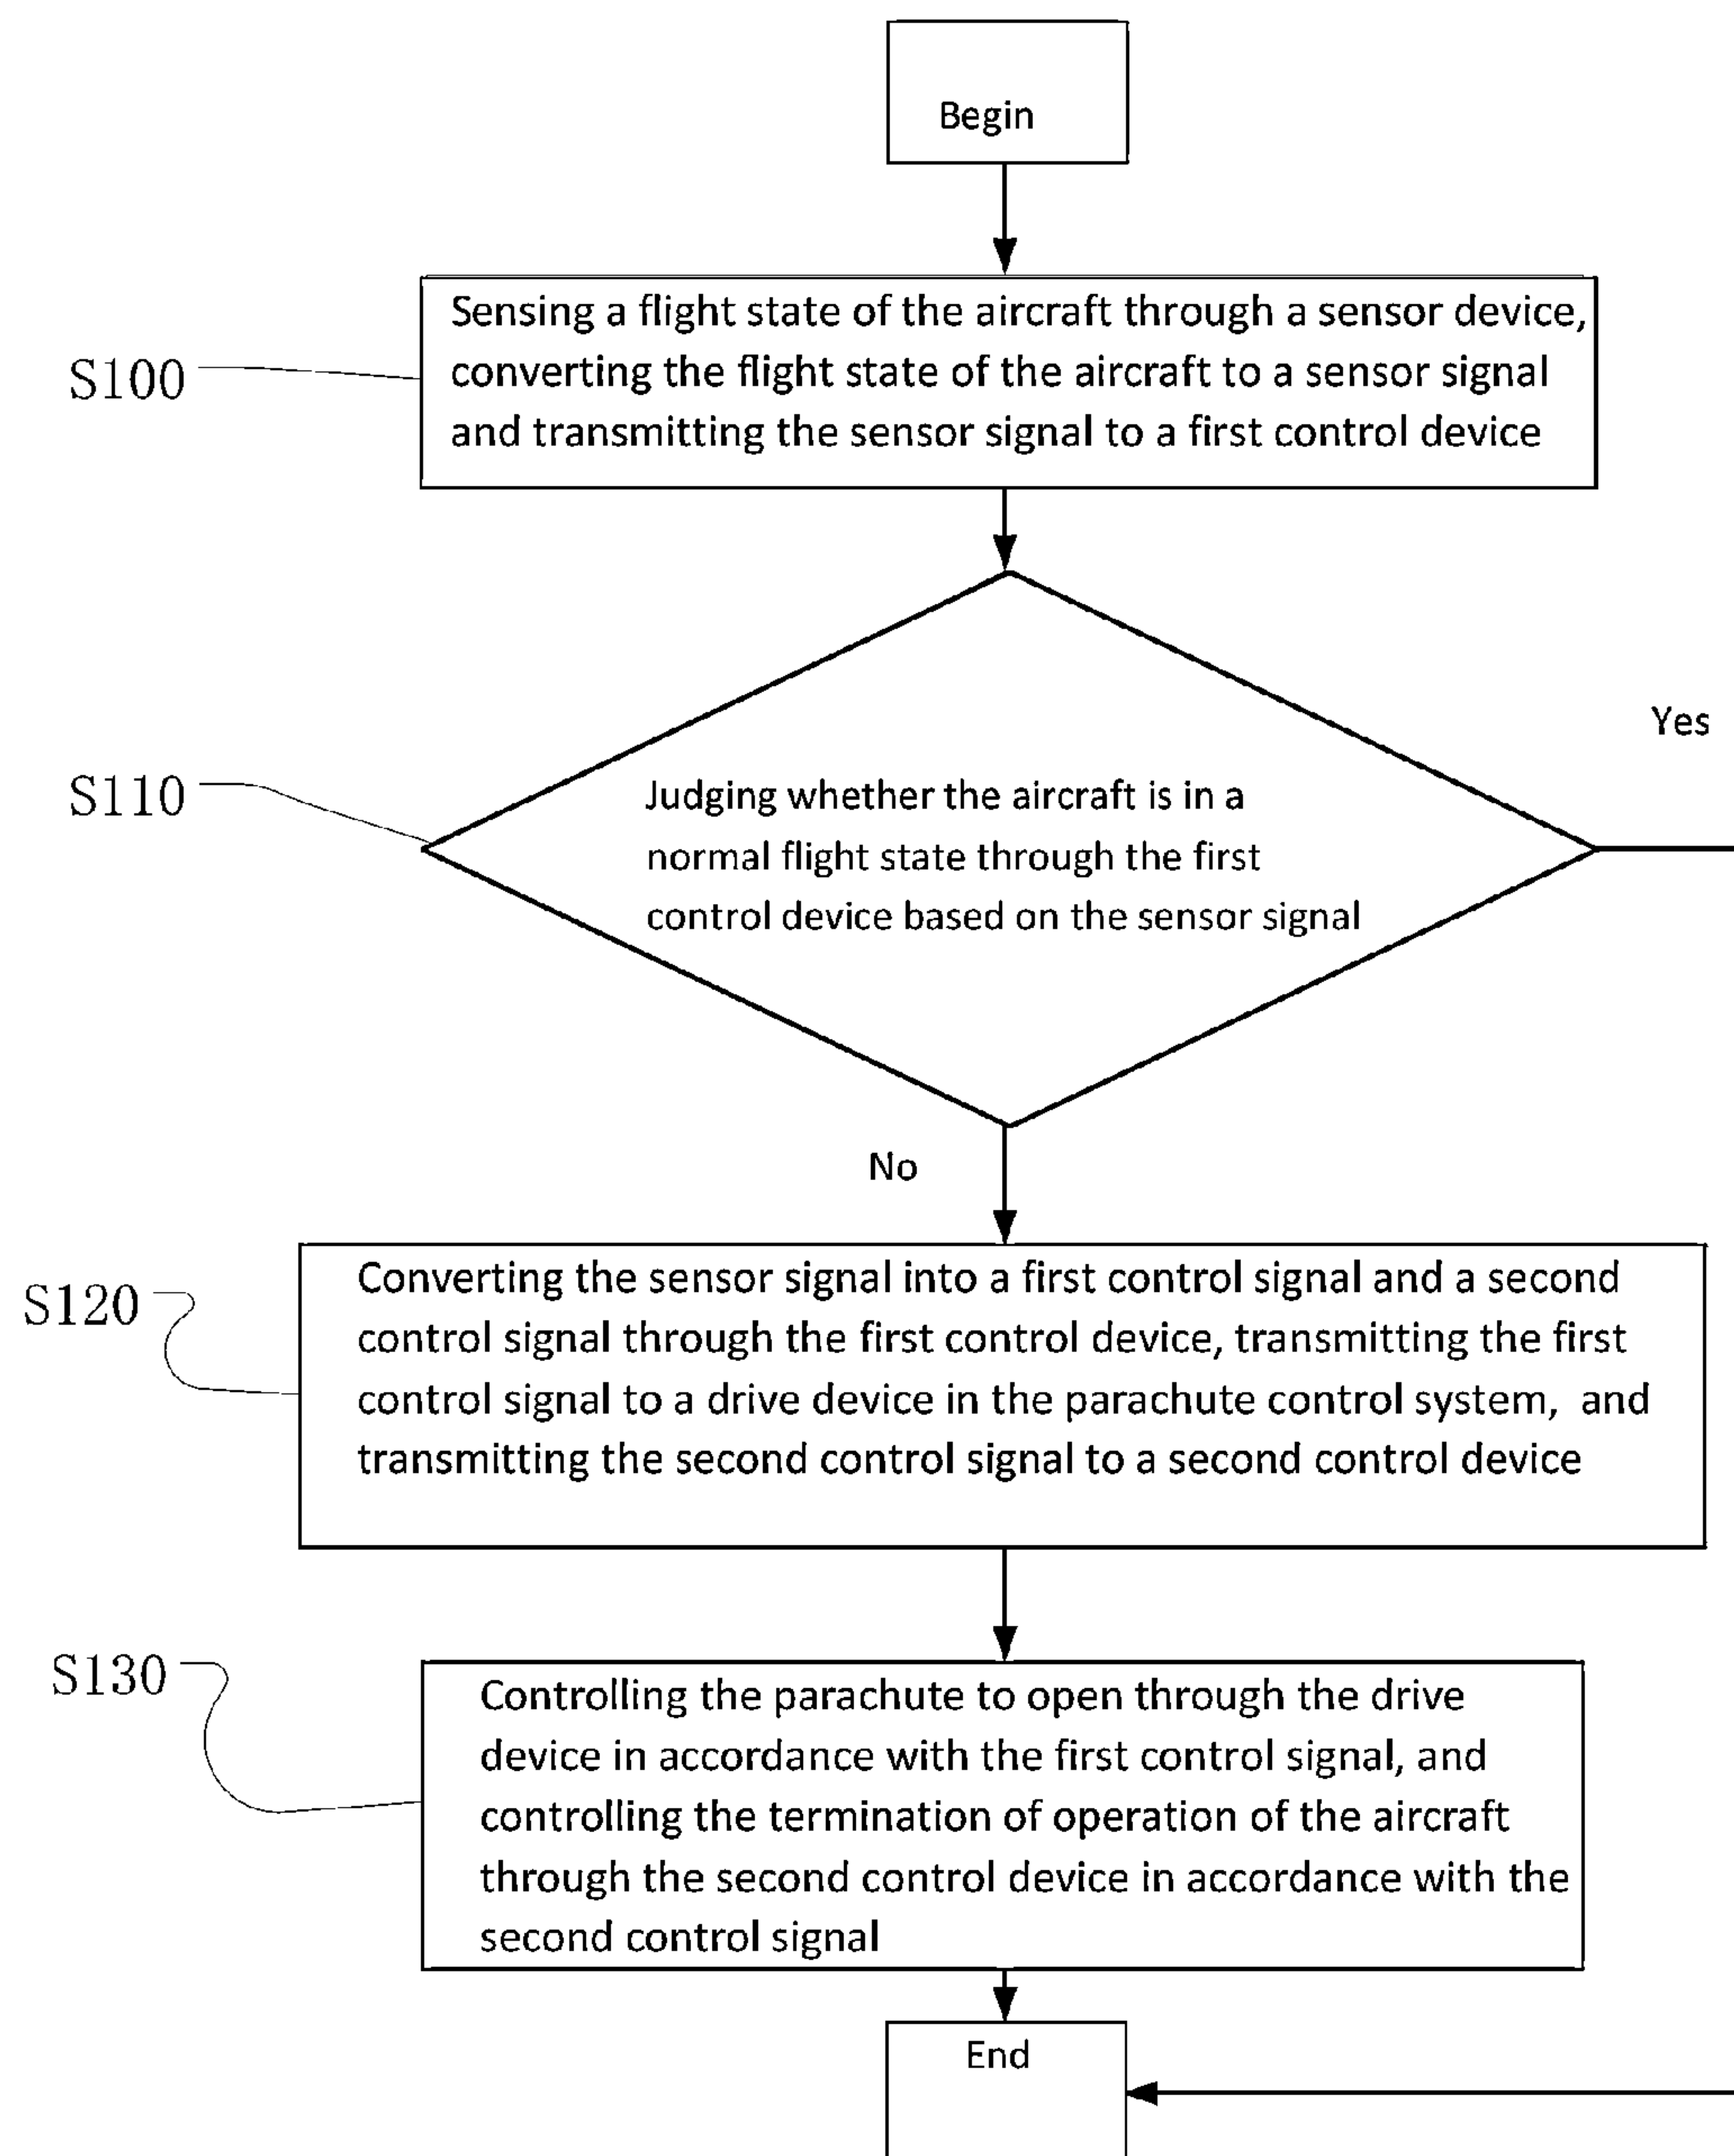 Begin
S100
Sensing a flight state of the aircraft through a sensor device,
converting the flight state of the aircraft to a sensor signal
and transmitting the sensor signal to a first control device
Yes
S110
Judging whether the aircraft is in a
normal flight state through the first
control device based on the sensor signal
No
S120
Converting the sensor signal into a first control signal and a second
control signal through the first control device, transmitting the first
control signal to a drive device in the parachute control system, and
transmitting the second control signal to a second control device
S130
Controlling the parachute to open through the drive
device in accordance with the first control signal, and
controlling the termination of operation of the aircraft
through the second control device in accordance with the
second control signal
End